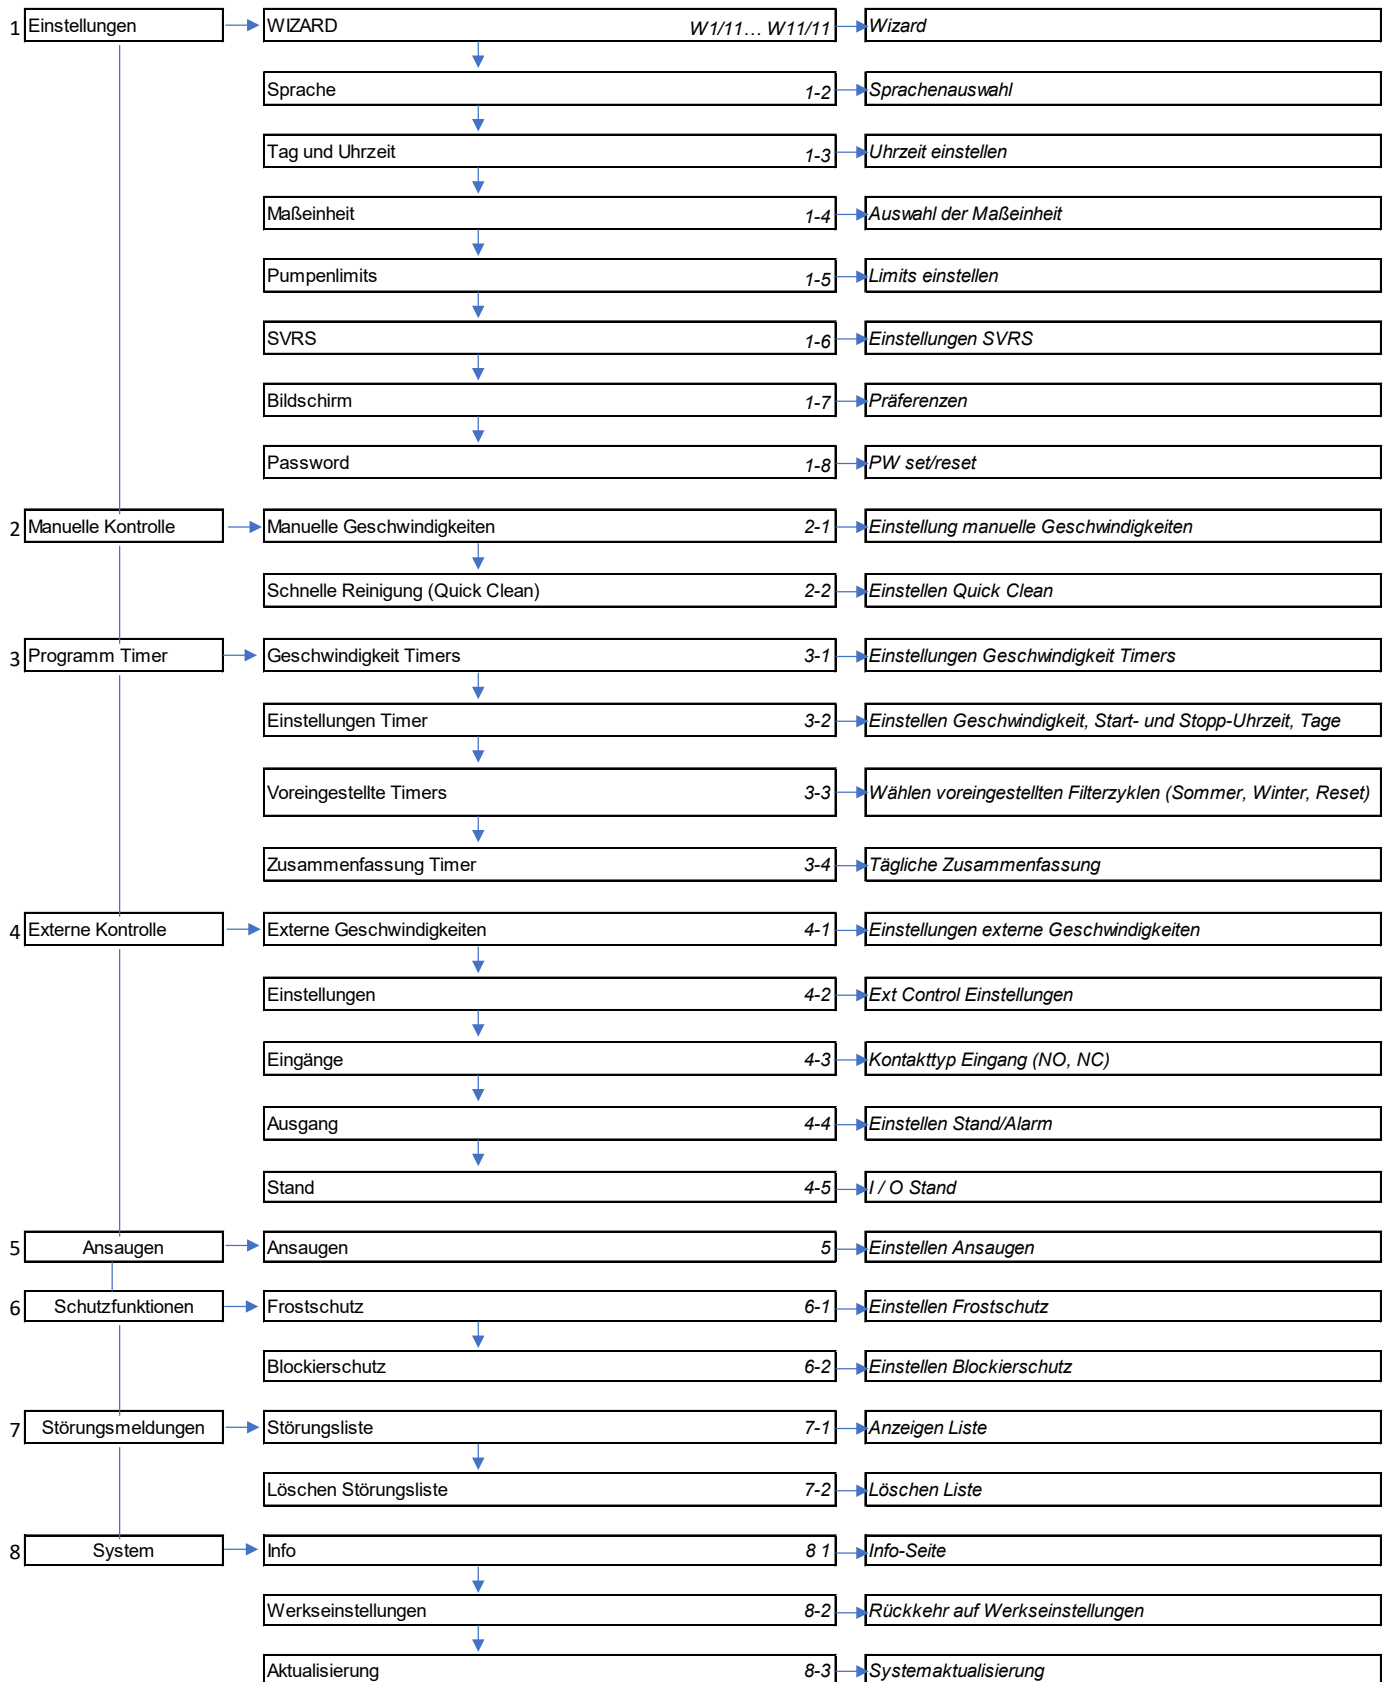 1 Einstellungen WIZARD W1/11… W11/11 Wizard
Sprache 1-2 Sprachenauswahl
Tag und Uhrzeit 1-3 Uhrzeit einstellen
Maßeinheit 1-4 Auswahl der Maßeinheit
Pumpenlimits 1-5 Limits einstellen
SVRS 1-6 Einstellungen SVRS
Bildschirm 1-7 Präferenzen
Password 1-8 PW set/reset
2 Manuelle Kontrolle Manuelle Geschwindigkeiten 2-1 Einstellung manuelle Geschwindigkeiten
Schnelle Reinigung (Quick Clean) 2-2 Einstellen Quick Clean
3 Programm Timer Geschwindigkeit Timers 3-1 Einstellungen Geschwindigkeit Timers
Einstellungen Timer 3-2 Einstellen Geschwindigkeit, Start- und Stopp-Uhrzeit, Tage
Voreingestellte Timers 3-3 Wählen voreingestellten Filterzyklen (Sommer, Winter, Reset)
Zusammenfassung Timer 3-4 Tägliche Zusammenfassung
4 Externe Kontrolle Externe Geschwindigkeiten 4-1 Einstellungen externe Geschwindigkeiten
Einstellungen 4-2 Ext Control Einstellungen
Eingänge 4-3 Kontakttyp Eingang (NO, NC)
Ausgang 4-4 Einstellen Stand/Alarm
Stand 4-5 I / O Stand
5 Ansaugen Ansaugen 5 Einstellen Ansaugen
6 Schutzfunktionen Frostschutz 6-1 Einstellen Frostschutz
Blockierschutz 6-2 Einstellen Blockierschutz
7 Störungsmeldungen Störungsliste 7-1 Anzeigen Liste
Löschen Störungsliste 7-2 Löschen Liste
8 System Info 8 1 Info-Seite
Werkseinstellungen 8-2 Rückkehr auf Werkseinstellungen
Aktualisierung 8-3 Systemaktualisierung